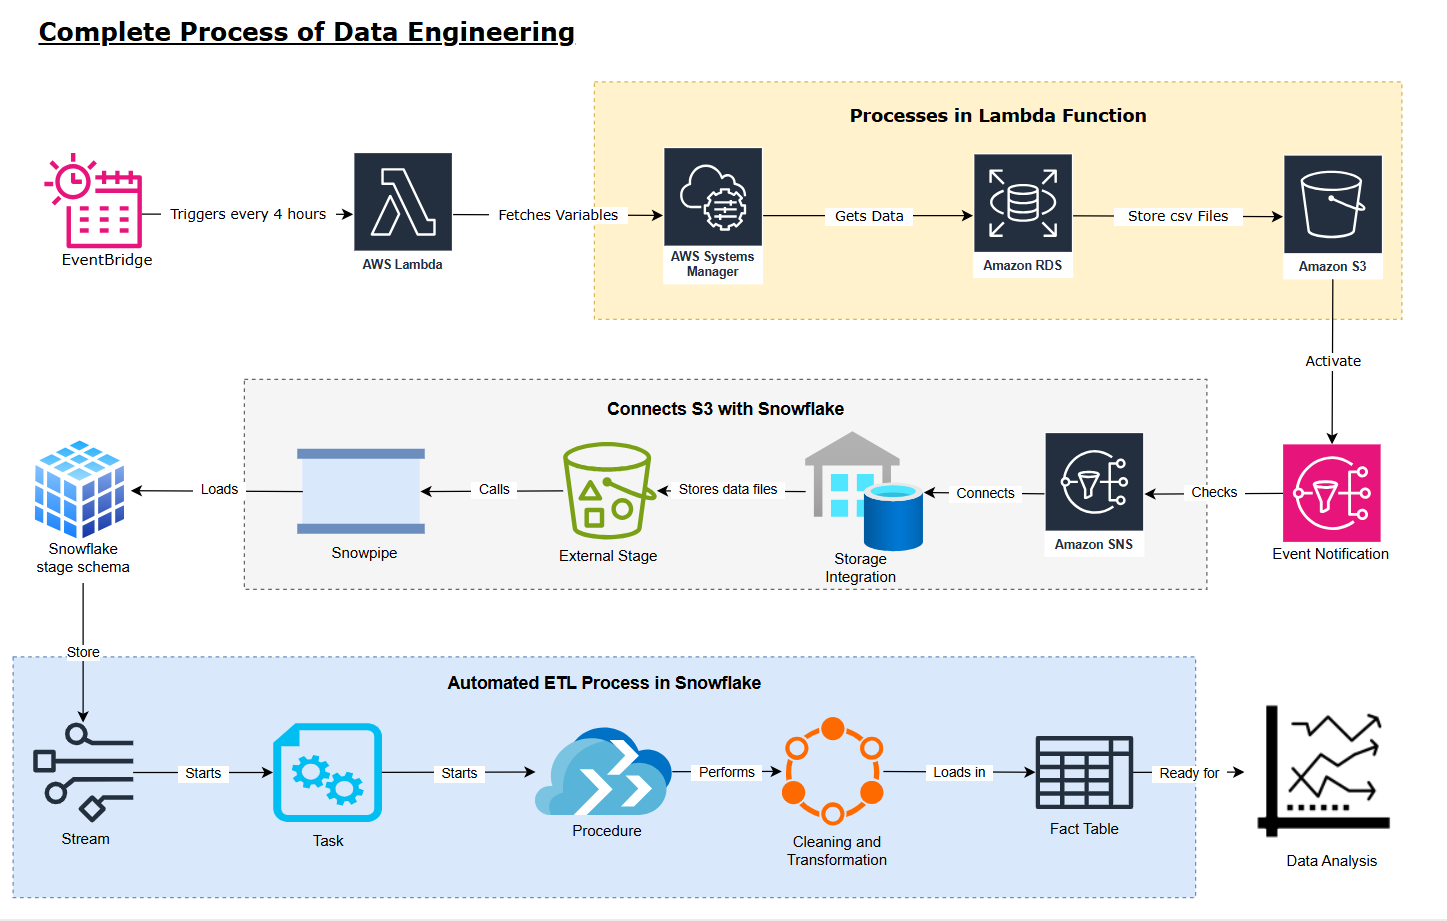 Complete Process of Data Engineering
Processes in Lambda Function
Triggers every 4 hours
Fetches Variables
Gets Data
Store csv Files
EventBridge
AWS Lambda
AWS Systems
Manager
Amazon RDS
Amazon S3
Activate
Connects S3 with Snowflake
Loads
Calls
Stores data files
Connects
Checks
Snowflake
stage schema
Snowpipe
External Stage
Storage
Integration
Amazon SNS
Event Notification
Store
Automated ETL Process in Snowflake
Starts
Starts
Performs
Loads in
Ready for
Stream
Task
Procedure
Cleaning and
Transformation
Fact Table
Data Analysis